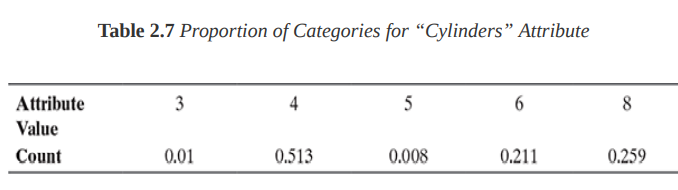 Table 2.7 Proportion of Categories for “Cylinders” Attribute
Attribute Value 3 4 5 6 8
Count 0.01 0.513 0.008 0.211 0.259